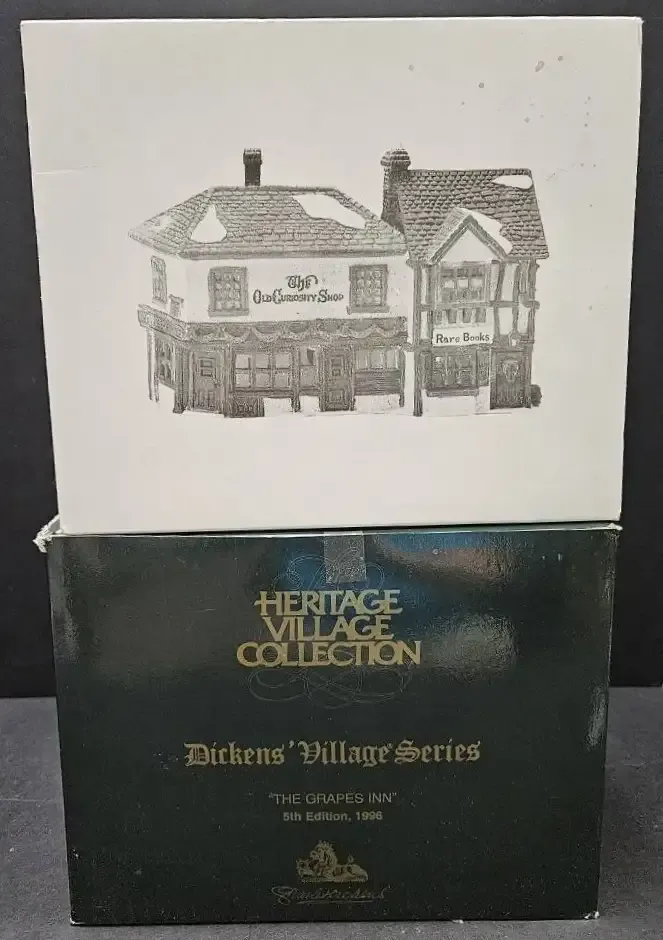 The
Old Curiosity Shop
Rare Books
HERITAGE
VILLAGE
COLLECTION
Dickens' Village Series
"THE GRAPES INN"
5th Edition, 1996